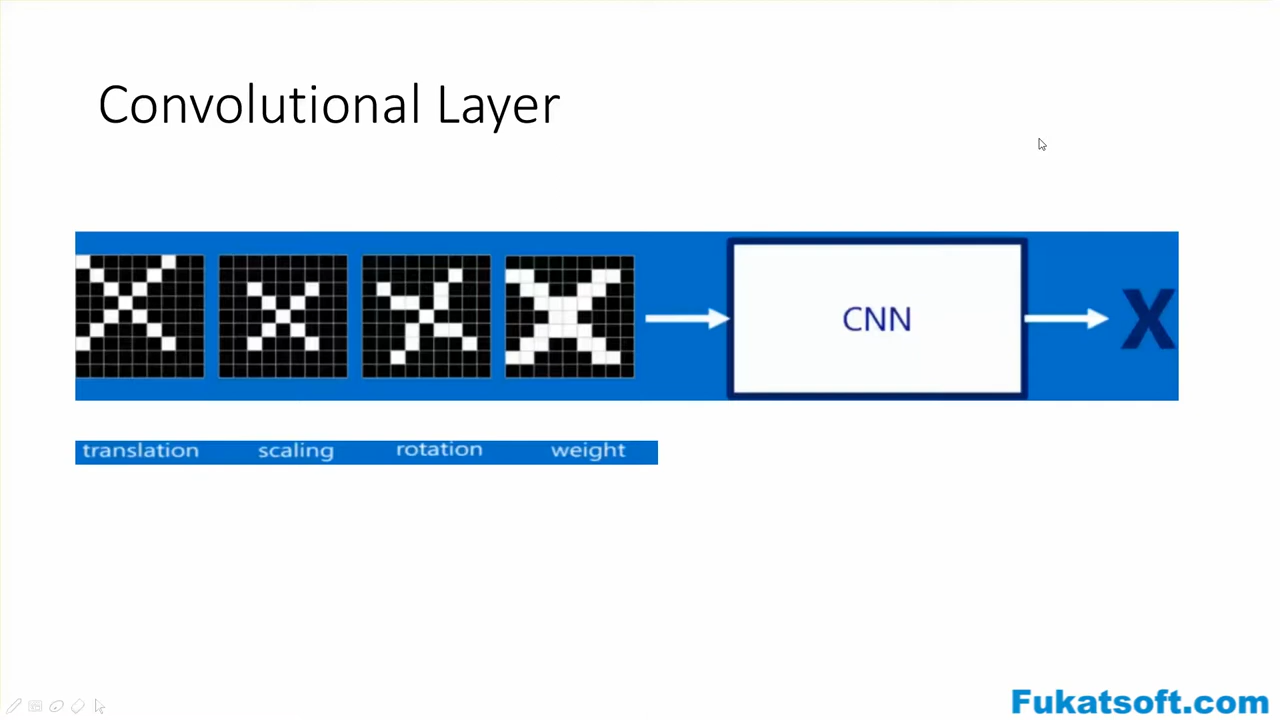 Convolutional Layer
CNN
X
translation scaling rotation weight
Fukatsoft.com